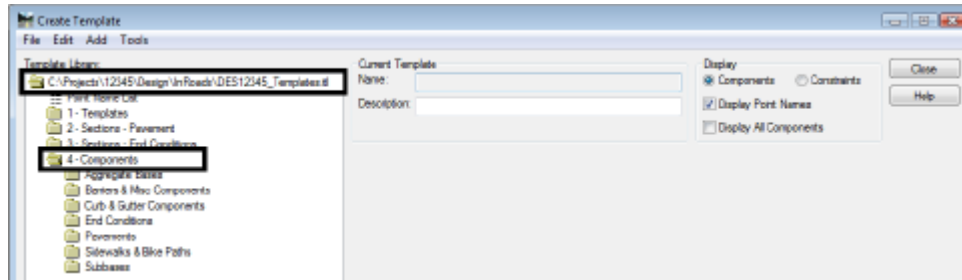 Create Template
File Edit Add Tools
Template Library:
C:\Projects\12345\Design\InRoads\DES12345_Templates.itl
Point Name List
1 - Templates
2 - Sections - Pavement
3 - Sections - End Conditions
4 - Components
Aggregate Bases
Barriers & Misc Components
Curb & Gutter Components
End Conditions
Pavements
Sidewalks & Bike Paths
Subbases
Current Template
Name:
Description:
Display
Components Constraints
Display Point Names
Display All Components
Close
Help